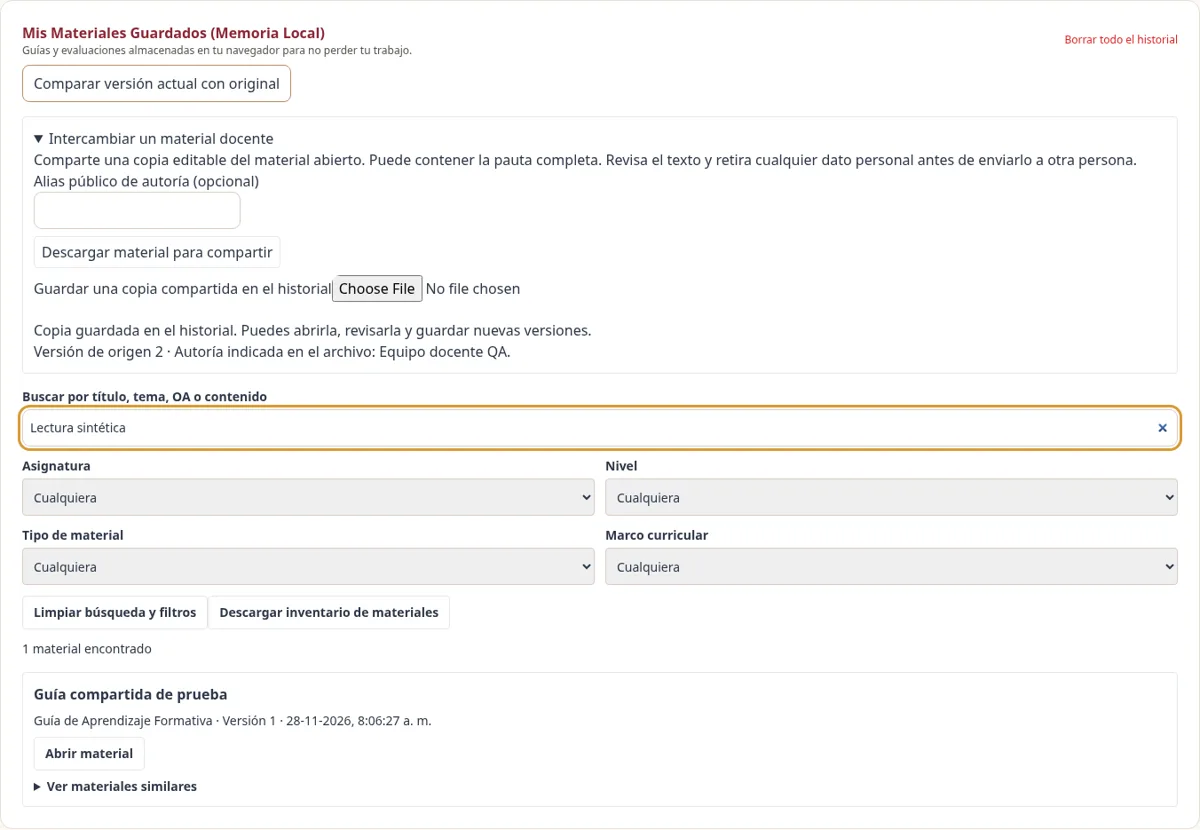 Mis Materiales Guardados (Memoria Local)
Guías y evaluaciones almacenadas en tu navegador para no perder tu trabajo.
Borrar todo el historial
Comparar versión actual con original
▼ Intercambiar un material docente
Comparte una copia editable del material abierto. Puede contener la pauta completa. Revisa el texto y retira cualquier dato personal antes de enviarlo a otra persona.
Alias público de autoría (opcional)
Descargar material para compartir
Guardar una copia compartida en el historial Choose File No file chosen
Copia guardada en el historial. Puedes abrirla, revisarla y guardar nuevas versiones.
Versión de origen 2 · Autoría indicada en el archivo: Equipo docente QA.
Buscar por título, tema, OA o contenido
Lectura sintética
Asignatura
Cualquiera
Nivel
Cualquiera
Tipo de material
Cualquiera
Marco curricular
Cualquiera
Limpiar búsqueda y filtros
Descargar inventario de materiales
1 material encontrado
Guía compartida de prueba
Guía de Aprendizaje Formativa · Versión 1 · 28-11-2026, 8:06:27 a. m.
Abrir material
▶ Ver materiales similares